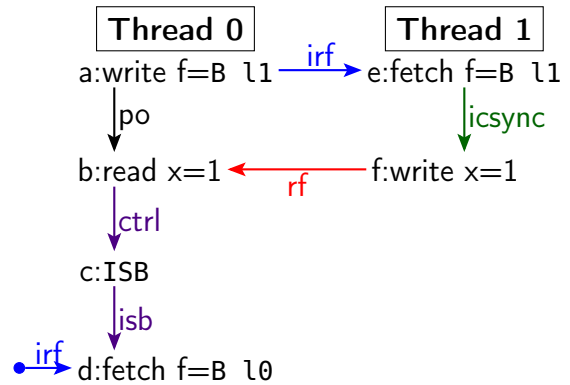 Thread 0 Thread 1
a:write f=B l1 irf e:fetch f=B l1
po icsync
b:read x=1 rf f:write x=1
ctrl
c:ISB
isb
irf d:fetch f=B l0